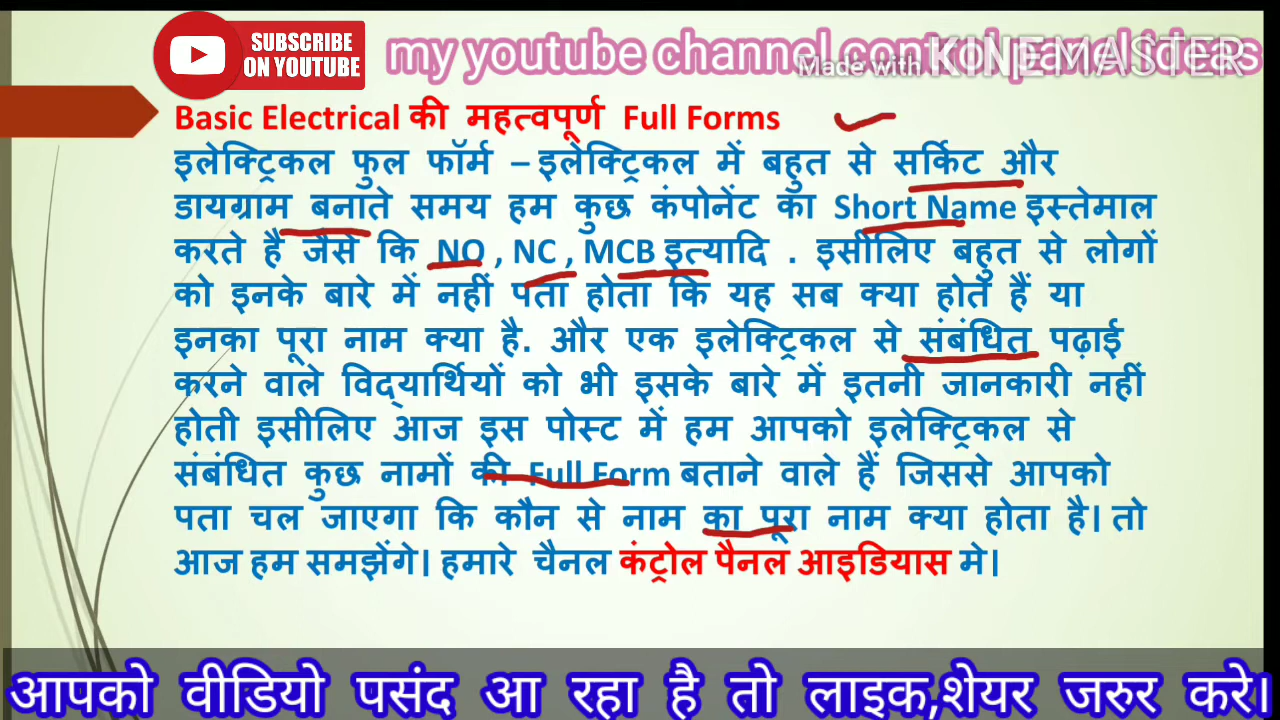 SUBSCRIBE
ON YOUTUBE
my youtube channel control panel ideas
Made with KINEMASTER
Basic Electrical की महत्वपूर्ण Full Forms
इलेक्ट्रिकल फुल फॉर्म – इलेक्ट्रिकल में बहुत से सर्किट और
डायग्राम बनाते समय हम कुछ कंपोनेंट का Short Name इस्तेमाल
करते हैं जैसे कि NO , NC , MCB इत्यादि . इसीलिए बहुत से लोगों
को इनके बारे में नहीं पता होता कि यह सब क्या होते हैं या
इनका पूरा नाम क्या है. और एक इलेक्ट्रिकल से संबंधित पढ़ाई
करने वाले विद्यार्थियों को भी इसके बारे में इतनी जानकारी नहीं
होती इसीलिए आज इस पोस्ट में हम आपको इलेक्ट्रिकल से
संबंधित कुछ नामों की Full Form बताने वाले हैं जिससे आपको
पता चल जाएगा कि कौन से नाम का पूरा नाम क्या होता है। तो
आज हम समझेंगे। हमारे चैनल कंट्रोल पैनल आइडियास मे।
आपको वीडियो पसंद आ रहा है तो लाइक,शेयर जरुर करे।